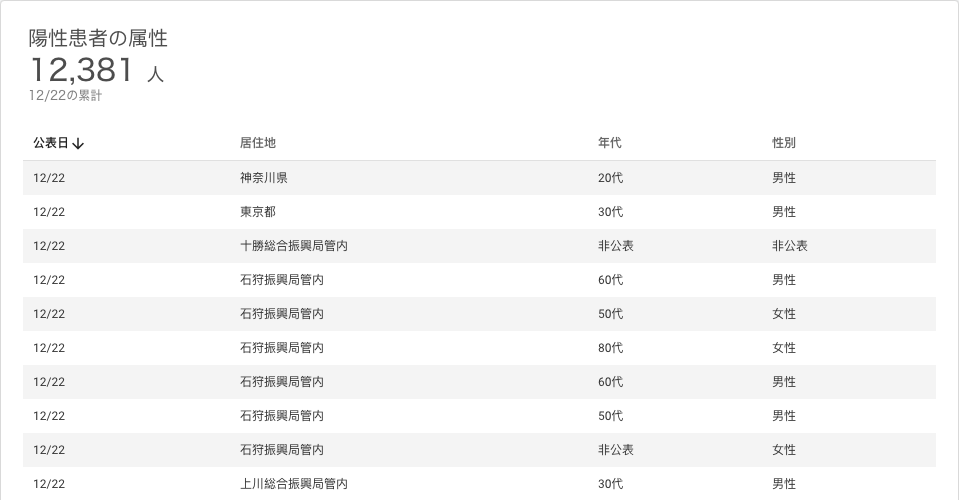 陽性患者の属性
12,381 人
12/22の累計
公表日↓ 居住地 年代 性別
12/22 神奈川県 20代 男性
12/22 東京都 30代 男性
12/22 十勝総合振興局管内 非公表 非公表
12/22 石狩振興局管内 60代 男性
12/22 石狩振興局管内 50代 女性
12/22 石狩振興局管内 80代 女性
12/22 石狩振興局管内 60代 男性
12/22 石狩振興局管内 50代 男性
12/22 石狩振興局管内 非公表 女性
12/22 上川総合振興局管内 30代 男性